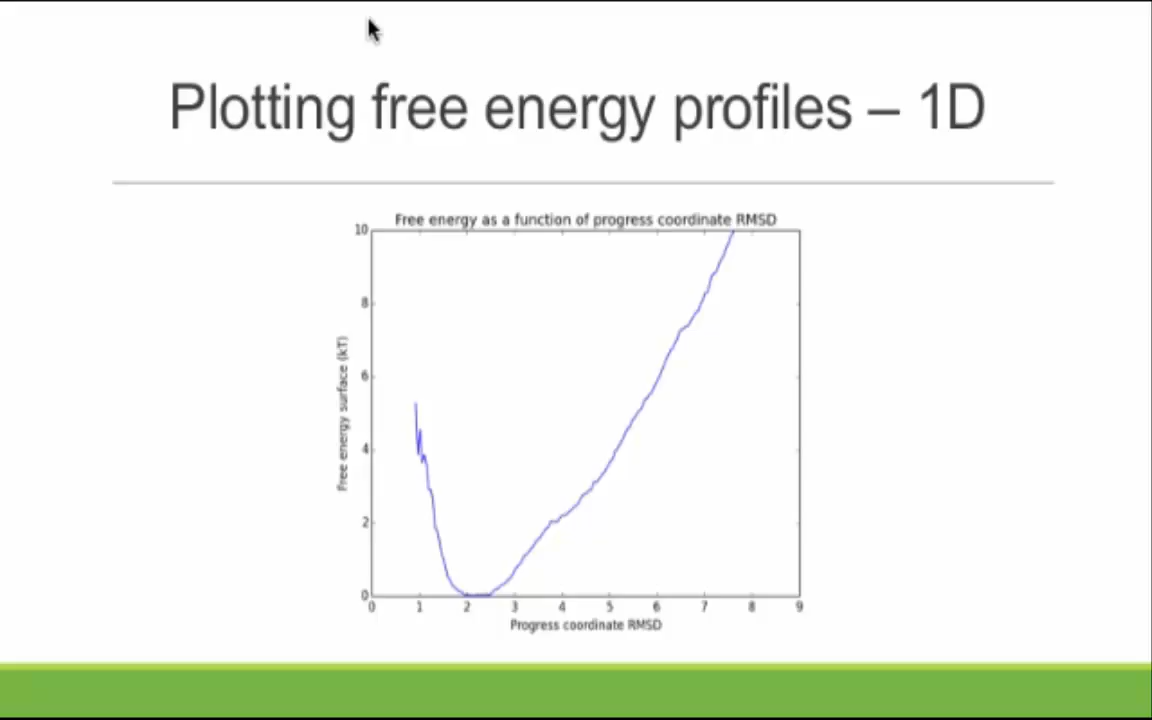 Plotting free energy profiles – 1D
Free energy as a function of progress coordinate RMSD
10
8
6
4
2
0
Free energy surface (kT)
0 1 2 3 4 5 6 7 8 9
Progress coordinate RMSD